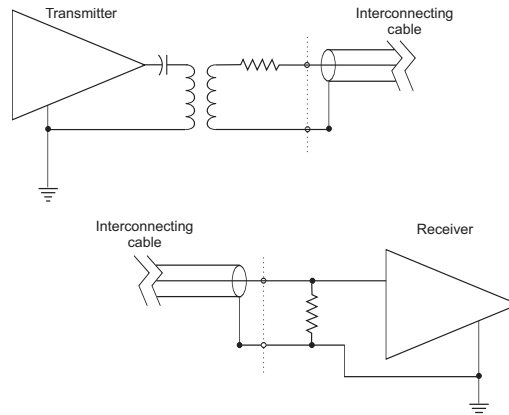 Transmitter
Interconnecting
cable
Interconnecting
cable
Receiver